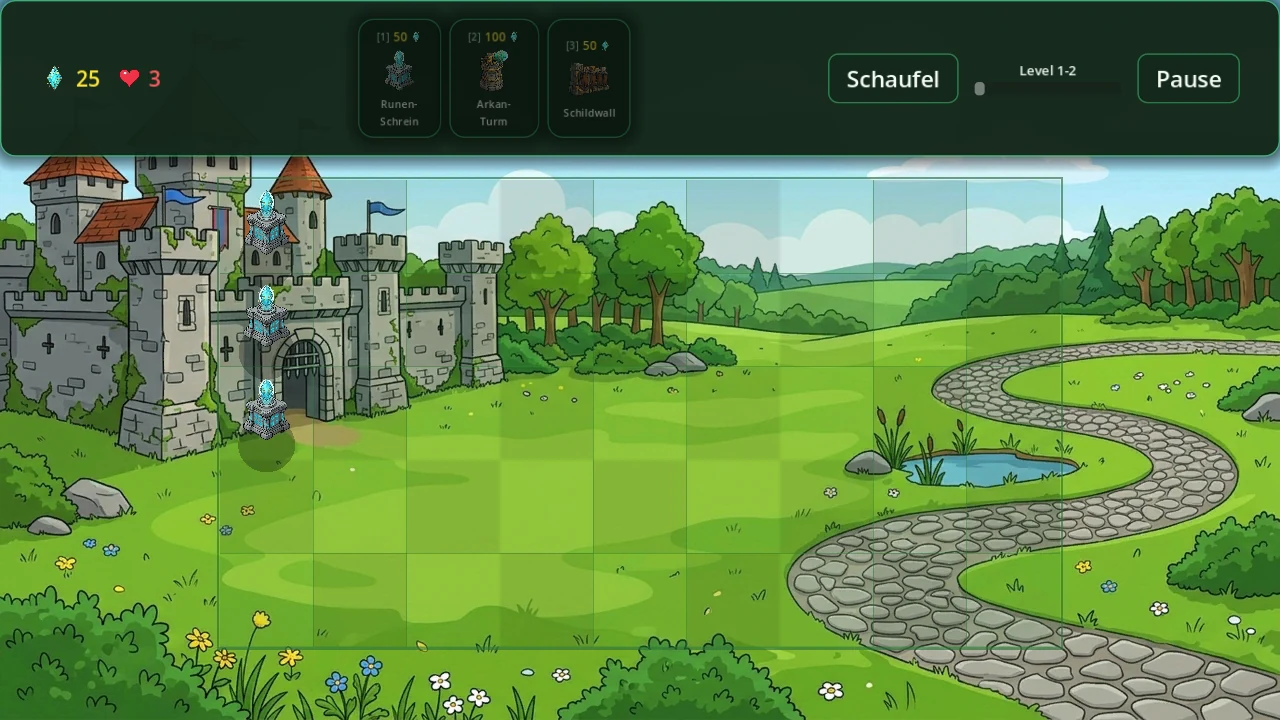 25 3
[1] 50
Runen-
Schrein
[2] 100
Arkan-
Turm
[3] 50
Schildwall
Schaufel
Level 1-2
Pause